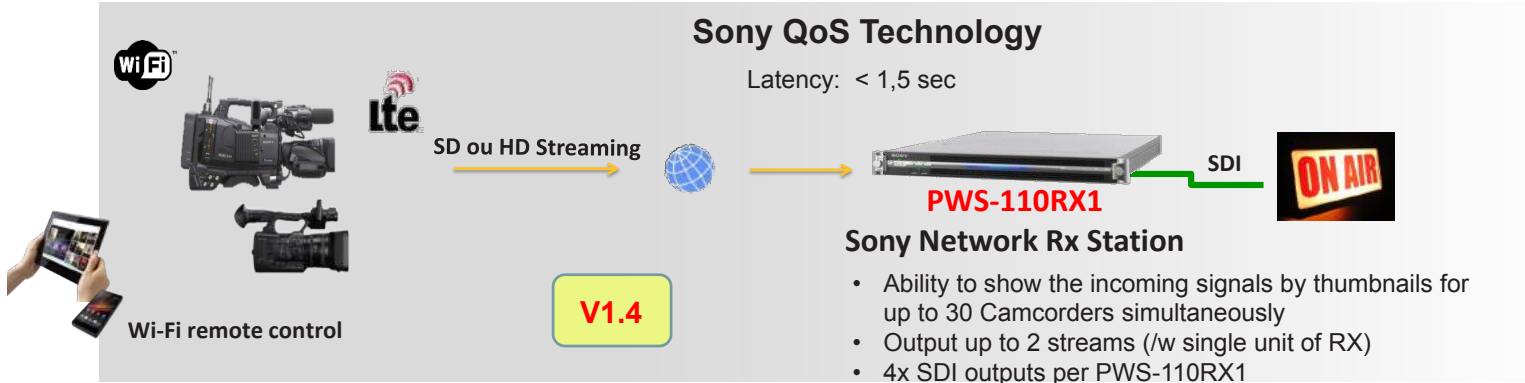 Sony QoS Technology
Wi Fi
Latency: < 1,5 sec
lte
SD ou HD Streaming
SDI
ON AIR
PWS-110RX1
Sony Network Rx Station
• Ability to show the incoming signals by thumbnails for
up to 30 Camcorders simultaneously
• Output up to 2 streams (/w single unit of RX)
• 4x SDI outputs per PWS-110RX1
V1.4
Wi-Fi remote control